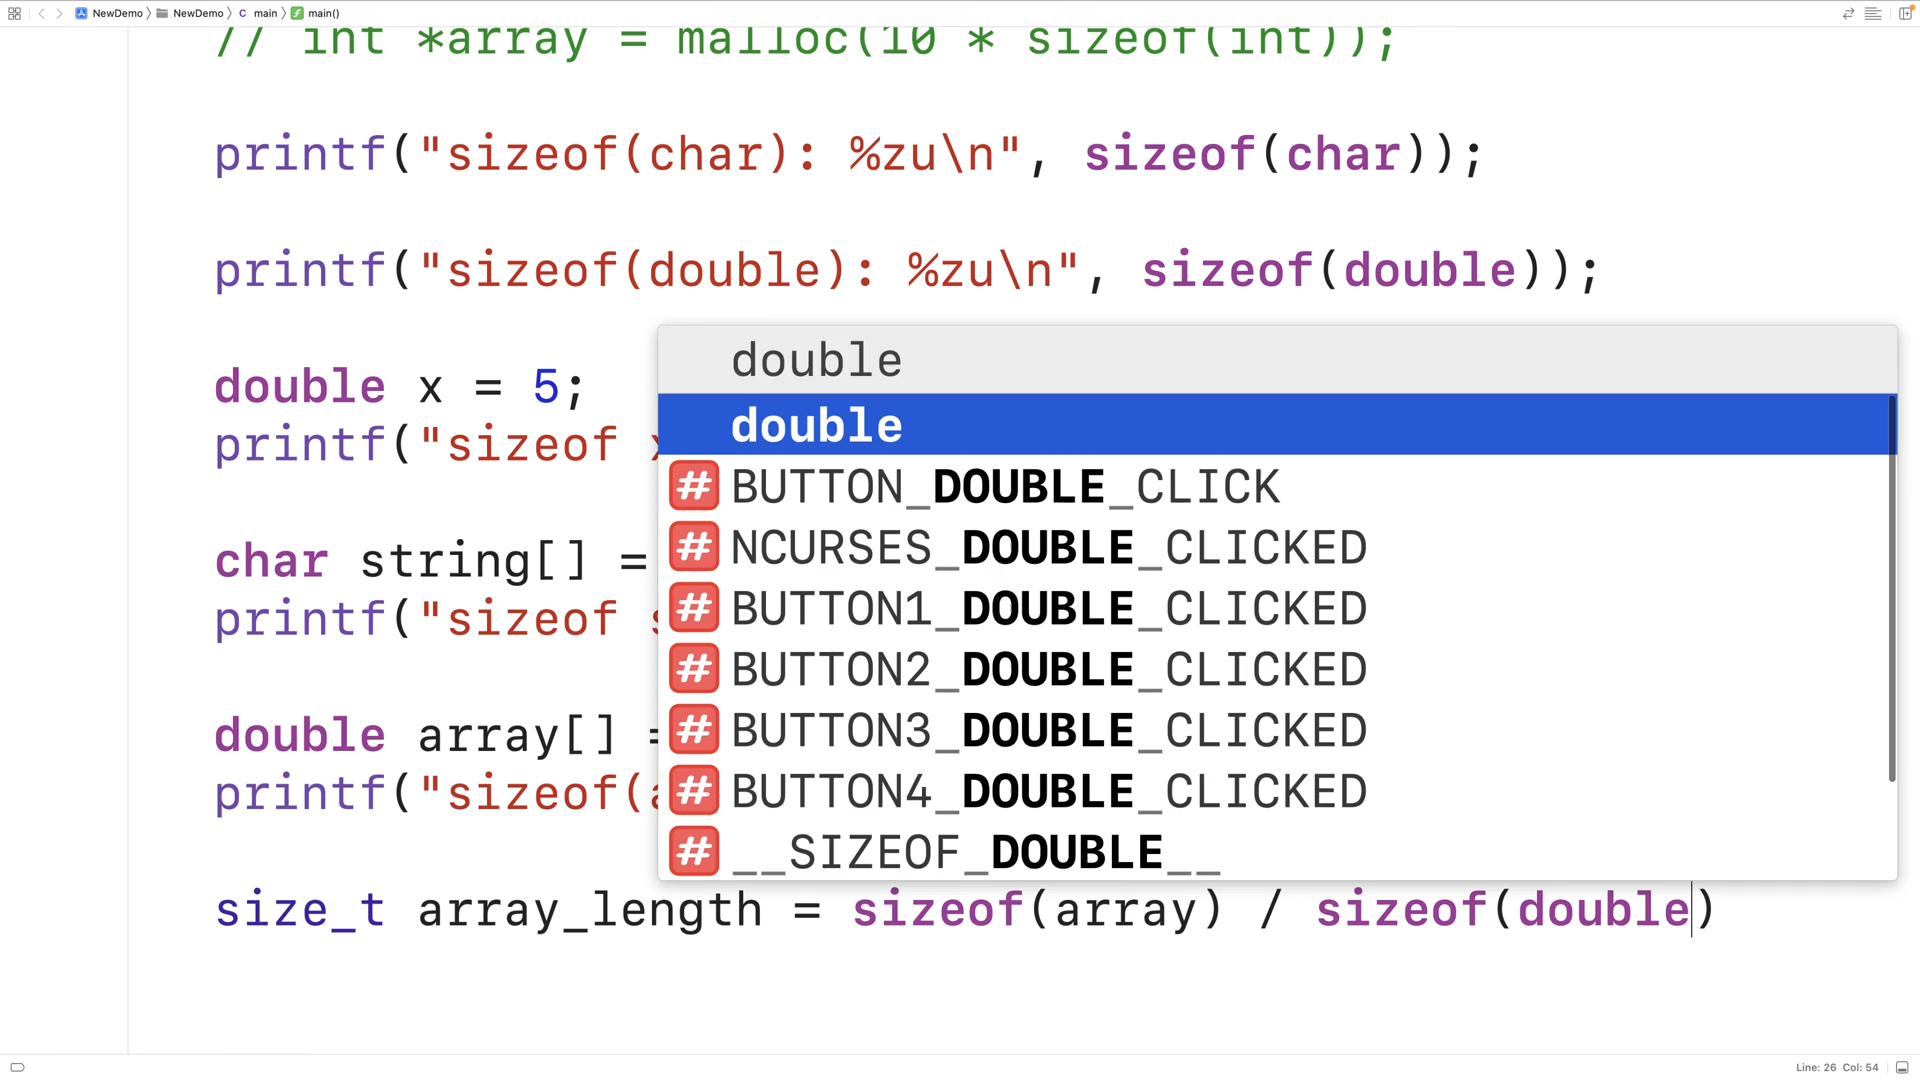 NewDemo > NewDemo > C main > f main()
// int *array = malloc(10 * sizeof(int));
printf("sizeof(char): %zu\n", sizeof(char));
printf("sizeof(double): %zu\n", sizeof(double));
double x = 5;
printf("sizeof x
char string[] =
printf("sizeof s
double array[] =
printf("sizeof(a
double
double
# BUTTON_DOUBLE_CLICK
# NCURSES_DOUBLE_CLICKED
# BUTTON1_DOUBLE_CLICKED
# BUTTON2_DOUBLE_CLICKED
# BUTTON3_DOUBLE_CLICKED
# BUTTON4_DOUBLE_CLICKED
# __SIZEOF_DOUBLE__
size_t array_length = sizeof(array) / sizeof(double)
Line: 26 Col: 54